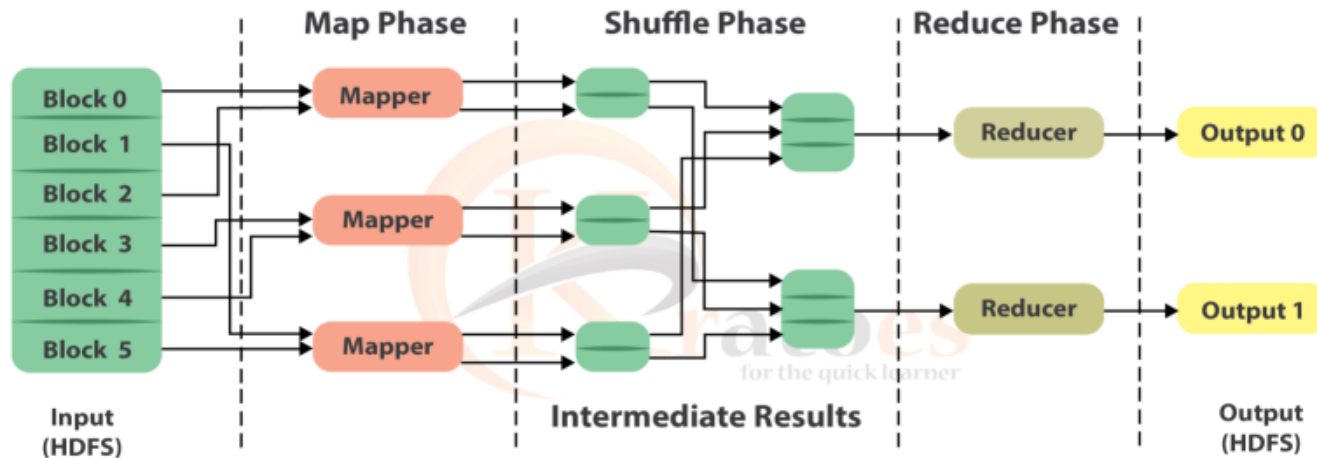 Map Phase
Shuffle Phase
Reduce Phase
Block 0
Block 1
Block 2
Block 3
Block 4
Block 5
Mapper
Mapper
Mapper
Reducer
Reducer
Output 0
Output 1
Kratoes
for the quick learner
Input
(HDFS)
Intermediate Results
Output
(HDFS)